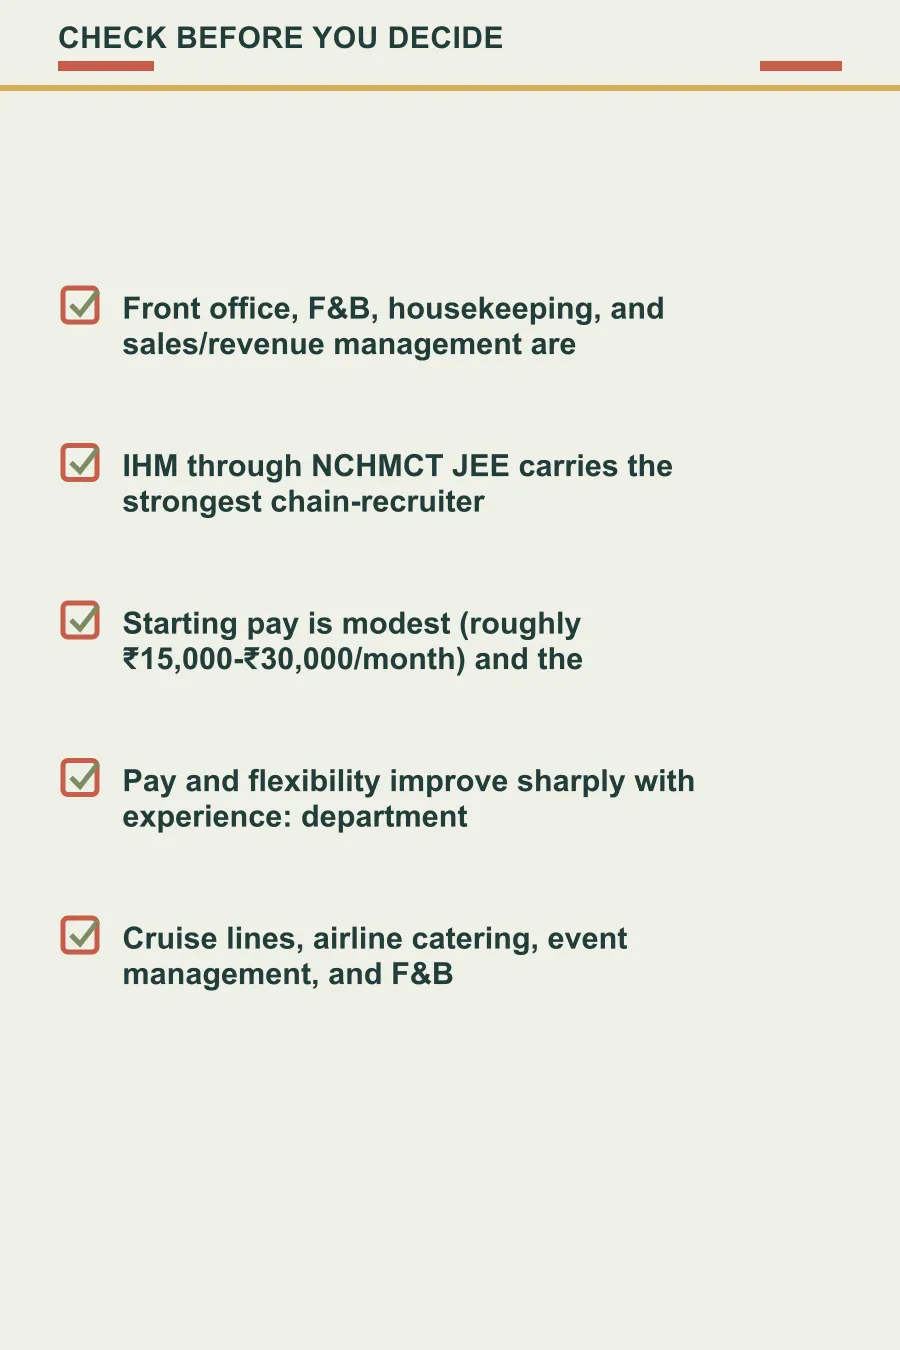 CHECK BEFORE YOU DECIDE
Front office, F&B, housekeeping, and
sales/revenue management are
IHM through NCHMCT JEE carries the
strongest chain-recruiter
Starting pay is modest (roughly
₹15,000-₹30,000/month) and the
Pay and flexibility improve sharply with
experience: department
Cruise lines, airline catering, event
management, and F&B